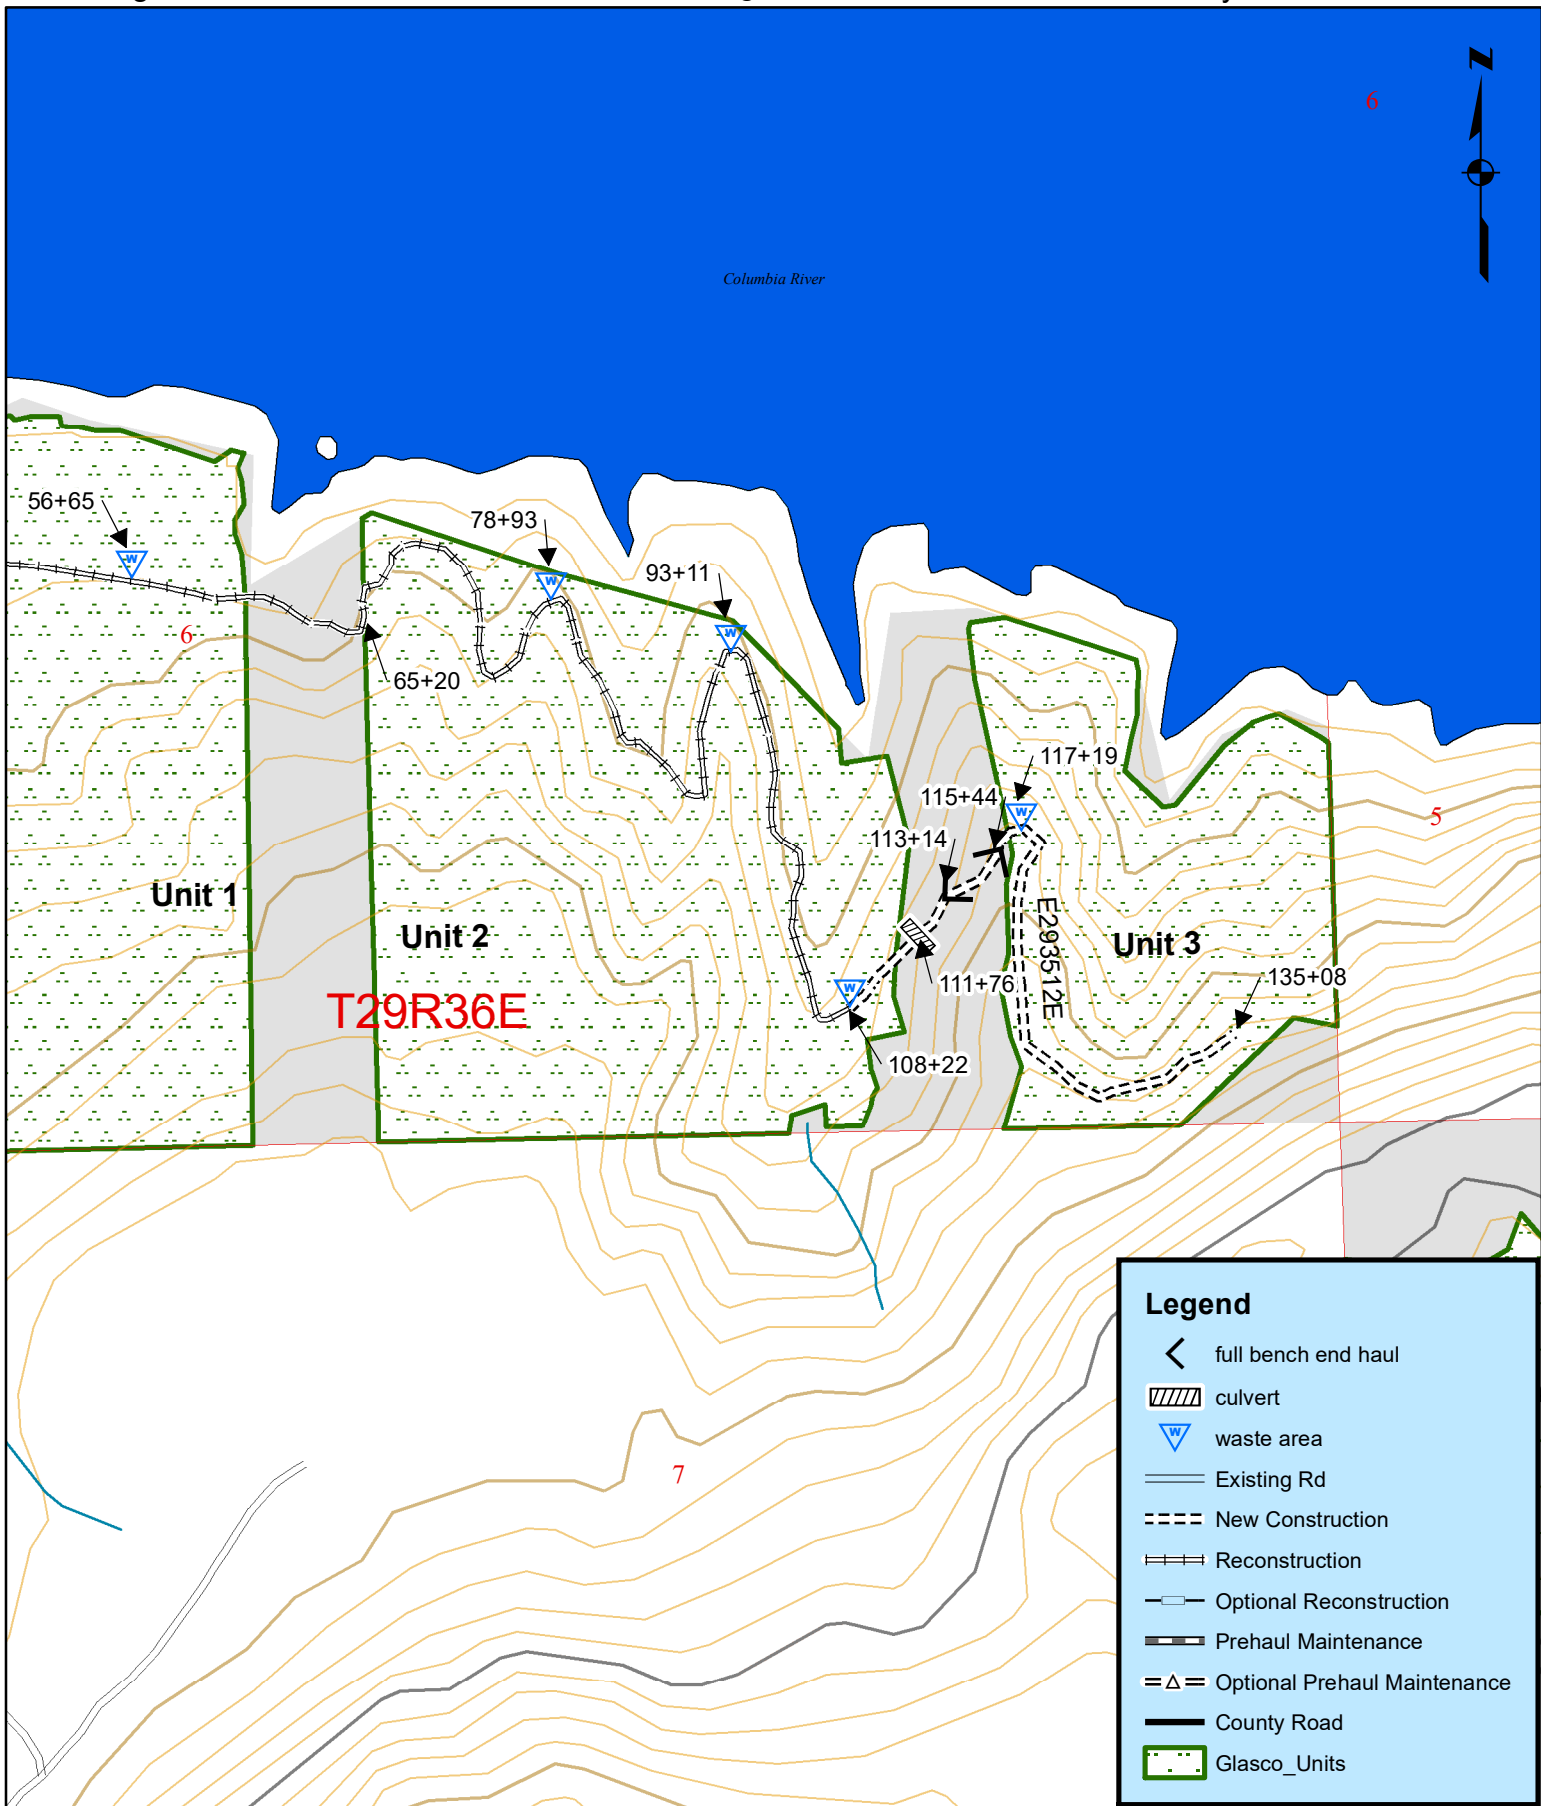 N
6
Columbia River
56+65
78+93
93+11
6
65+20
117+19
115+44
5
113+14
Unit 1
Unit 2
E293512E
Unit 3
T29R36E
111+76
135+08
108+22
W
W
W
W
W
7
Legend
full bench end haul
culvert
W waste area
Existing Rd
New Construction
Reconstruction
Optional Reconstruction
Prehaul Maintenance
Optional Prehaul Maintenance
County Road
Glasco_Units